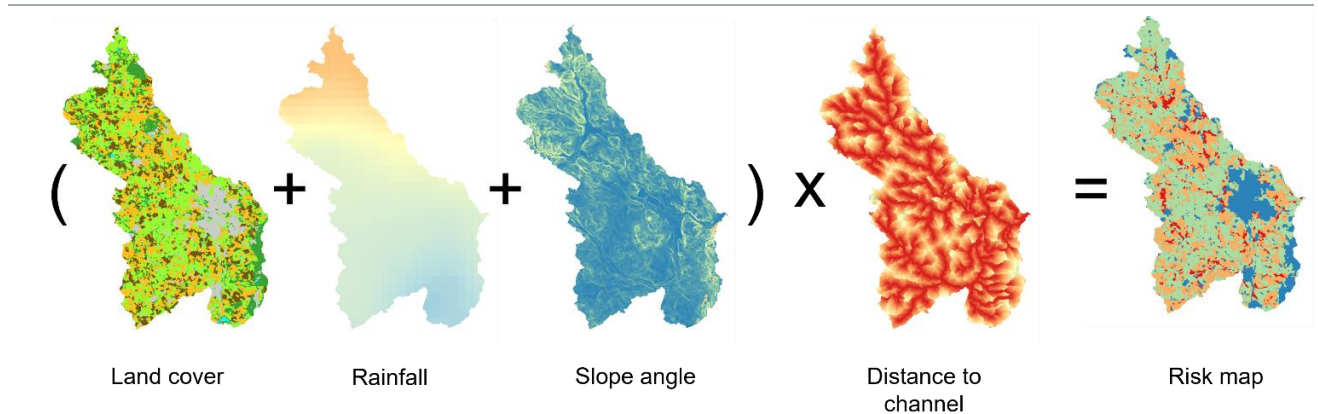 ( + + ) x =
Land cover
Rainfall
Slope angle
Distance to
channel
Risk map